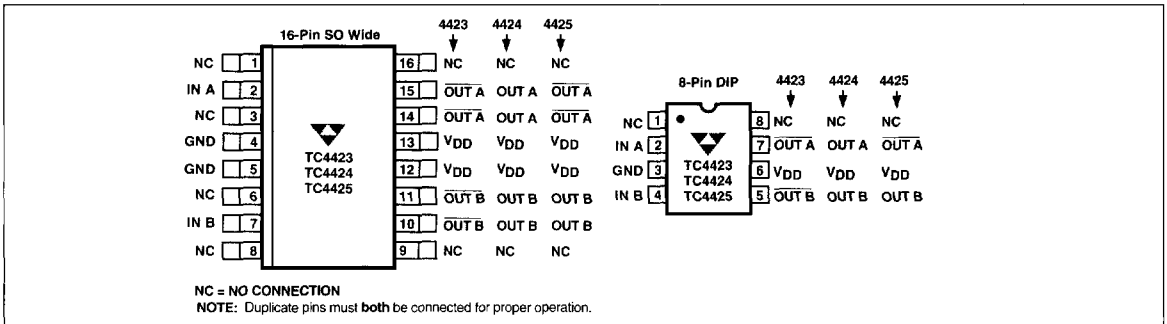 4423 4424 4425
16-Pin SO Wide
NC 1 16 NC NC NC
IN A 2 15 OUT A OUT A OUT A
NC 3 14 OUT A OUT A OUT A
GND 4 13 VDD VDD VDD
GND 5 12 VDD VDD VDD
NC 6 11 OUT B OUT B OUT B
IN B 7 10 OUT B OUT B OUT B
NC 8 9 NC NC NC
TC4423
TC4424
TC4425
8-Pin DIP
4423 4424 4425
NC 1 8 NC NC NC
IN A 2 7 OUT A OUT A OUT A
GND 3 6 VDD VDD VDD
IN B 4 5 OUT B OUT B OUT B
TC4423
TC4424
TC4425
NC = NO CONNECTION
NOTE: Duplicate pins must both be connected for proper operation.